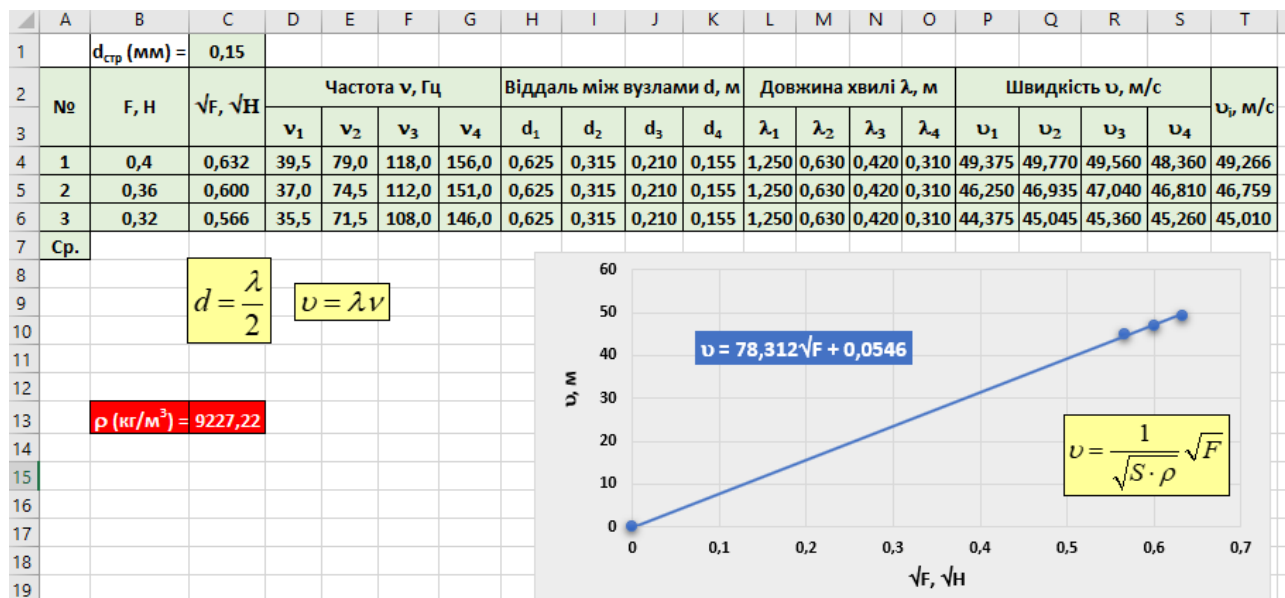 A B C D E F G H I J K L M N O P Q R S T
1 dстр (мм) = 0,15
2 № F, Н √F, √Н Частота ν, Гц Віддаль між вузлами d, м Довжина хвилі λ, м Швидкість υ, м/с υi, м/с
3 ν1 ν2 ν3 ν4 d1 d2 d3 d4 λ1 λ2 λ3 λ4 υ1 υ2 υ3 υ4
4 1 0,4 0,632 39,5 79,0 118,0 156,0 0,625 0,315 0,210 0,155 1,250 0,630 0,420 0,310 49,375 49,770 49,560 48,360 49,266
5 2 0,36 0,600 37,0 74,5 112,0 151,0 0,625 0,315 0,210 0,155 1,250 0,630 0,420 0,310 46,250 46,935 47,040 46,810 46,759
6 3 0,32 0,566 35,5 71,5 108,0 146,0 0,625 0,315 0,210 0,155 1,250 0,630 0,420 0,310 44,375 45,045 45,360 45,260 45,010
7 Ср.
8
9 d = λ/2 υ = λν
10
11
12
13 ρ (кг/м³) = 9227,22
14
15
16
17
18
19
60
50
40
30
20
10
0
υ, м
υ = 78,312√F + 0,0546
υ = 1/√(S · ρ) √F
0 0,1 0,2 0,3 0,4 0,5 0,6 0,7
√F, √Н